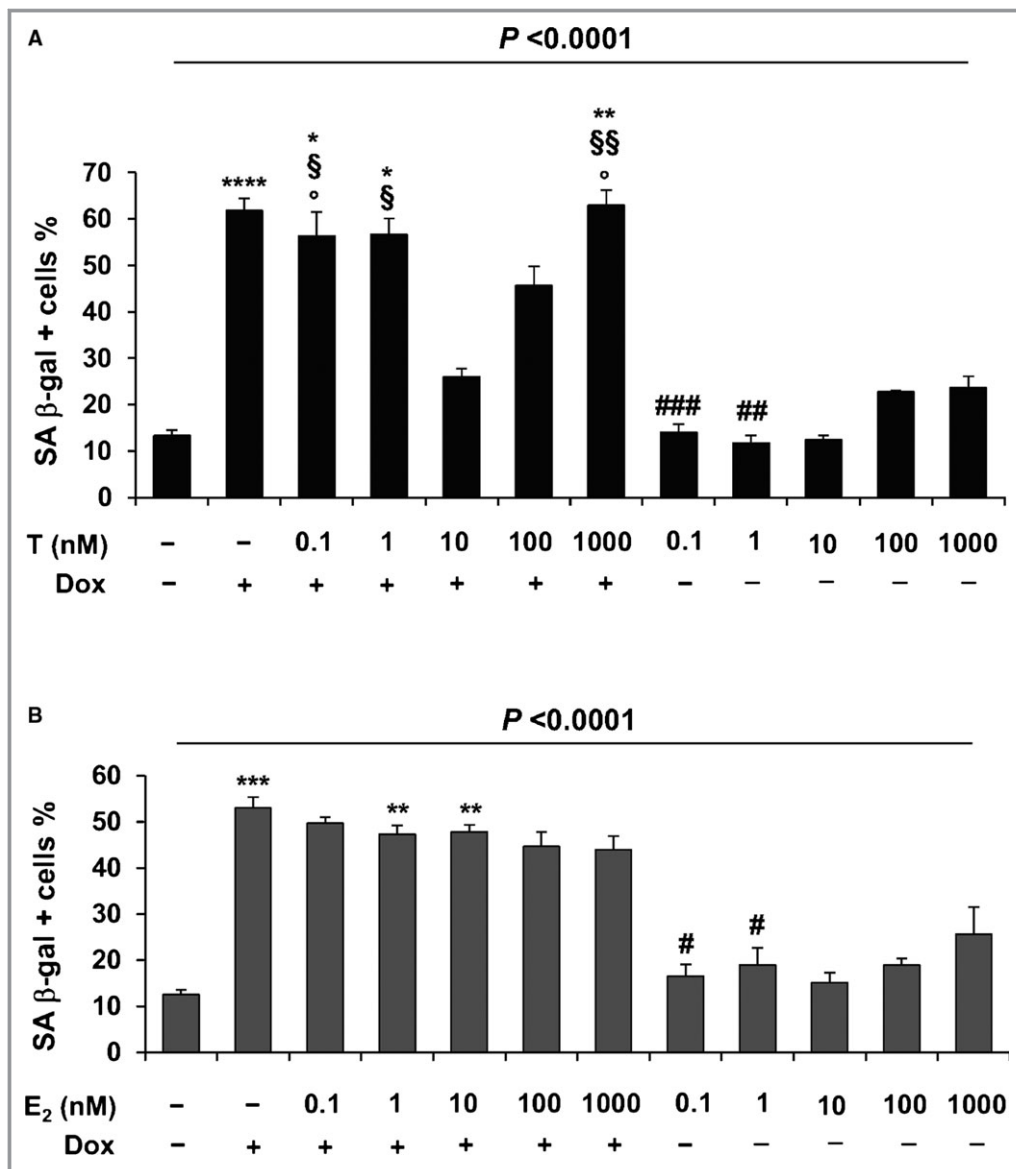 A
P <0.0001
**
* §§
* °
§
° §
****
70
60
50
40
30
20
10
0
SA β-gal + cells %
### ##
T (nM) – – 0.1 1 10 100 1000 0.1 1 10 100 1000
Dox – + + + + + + – – – – –
B
P <0.0001
60
50
40
30
20
10
0
SA β-gal + cells %
*** ** **
# #
E₂ (nM) – – 0.1 1 10 100 1000 0.1 1 10 100 1000
Dox – + + + + + + – – – – –